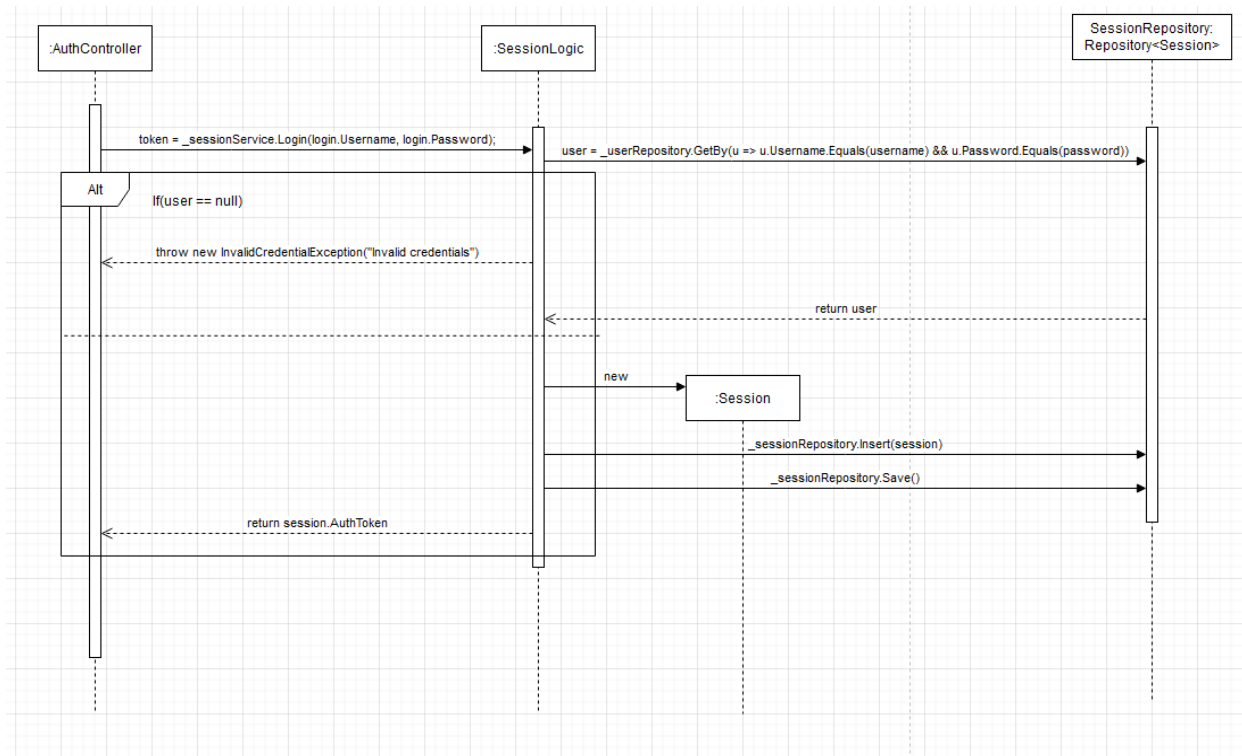 :AuthController
:SessionLogic
SessionRepository:
Repository<Session>
token = _sessionService.Login(login.Username, login.Password);
user = _userRepository.GetBy(u => u.Username.Equals(username) && u.Password.Equals(password))
Alt
If(user == null)
throw new InvalidCredentialException("Invalid credentials")
return user
new
:Session
_sessionRepository.Insert(session)
_sessionRepository.Save()
return session.AuthToken